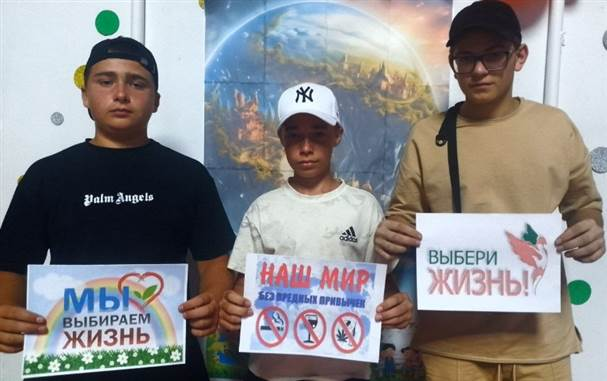 NY
Palm Angels
adidas
МЫ
ВЫБИРАЕМ
ЖИЗНЬ
НАШ МИР
БЕЗ ВРЕДНЫХ ПРИВЫЧЕК
ВЫБЕРИ
ЖИЗНЬ!